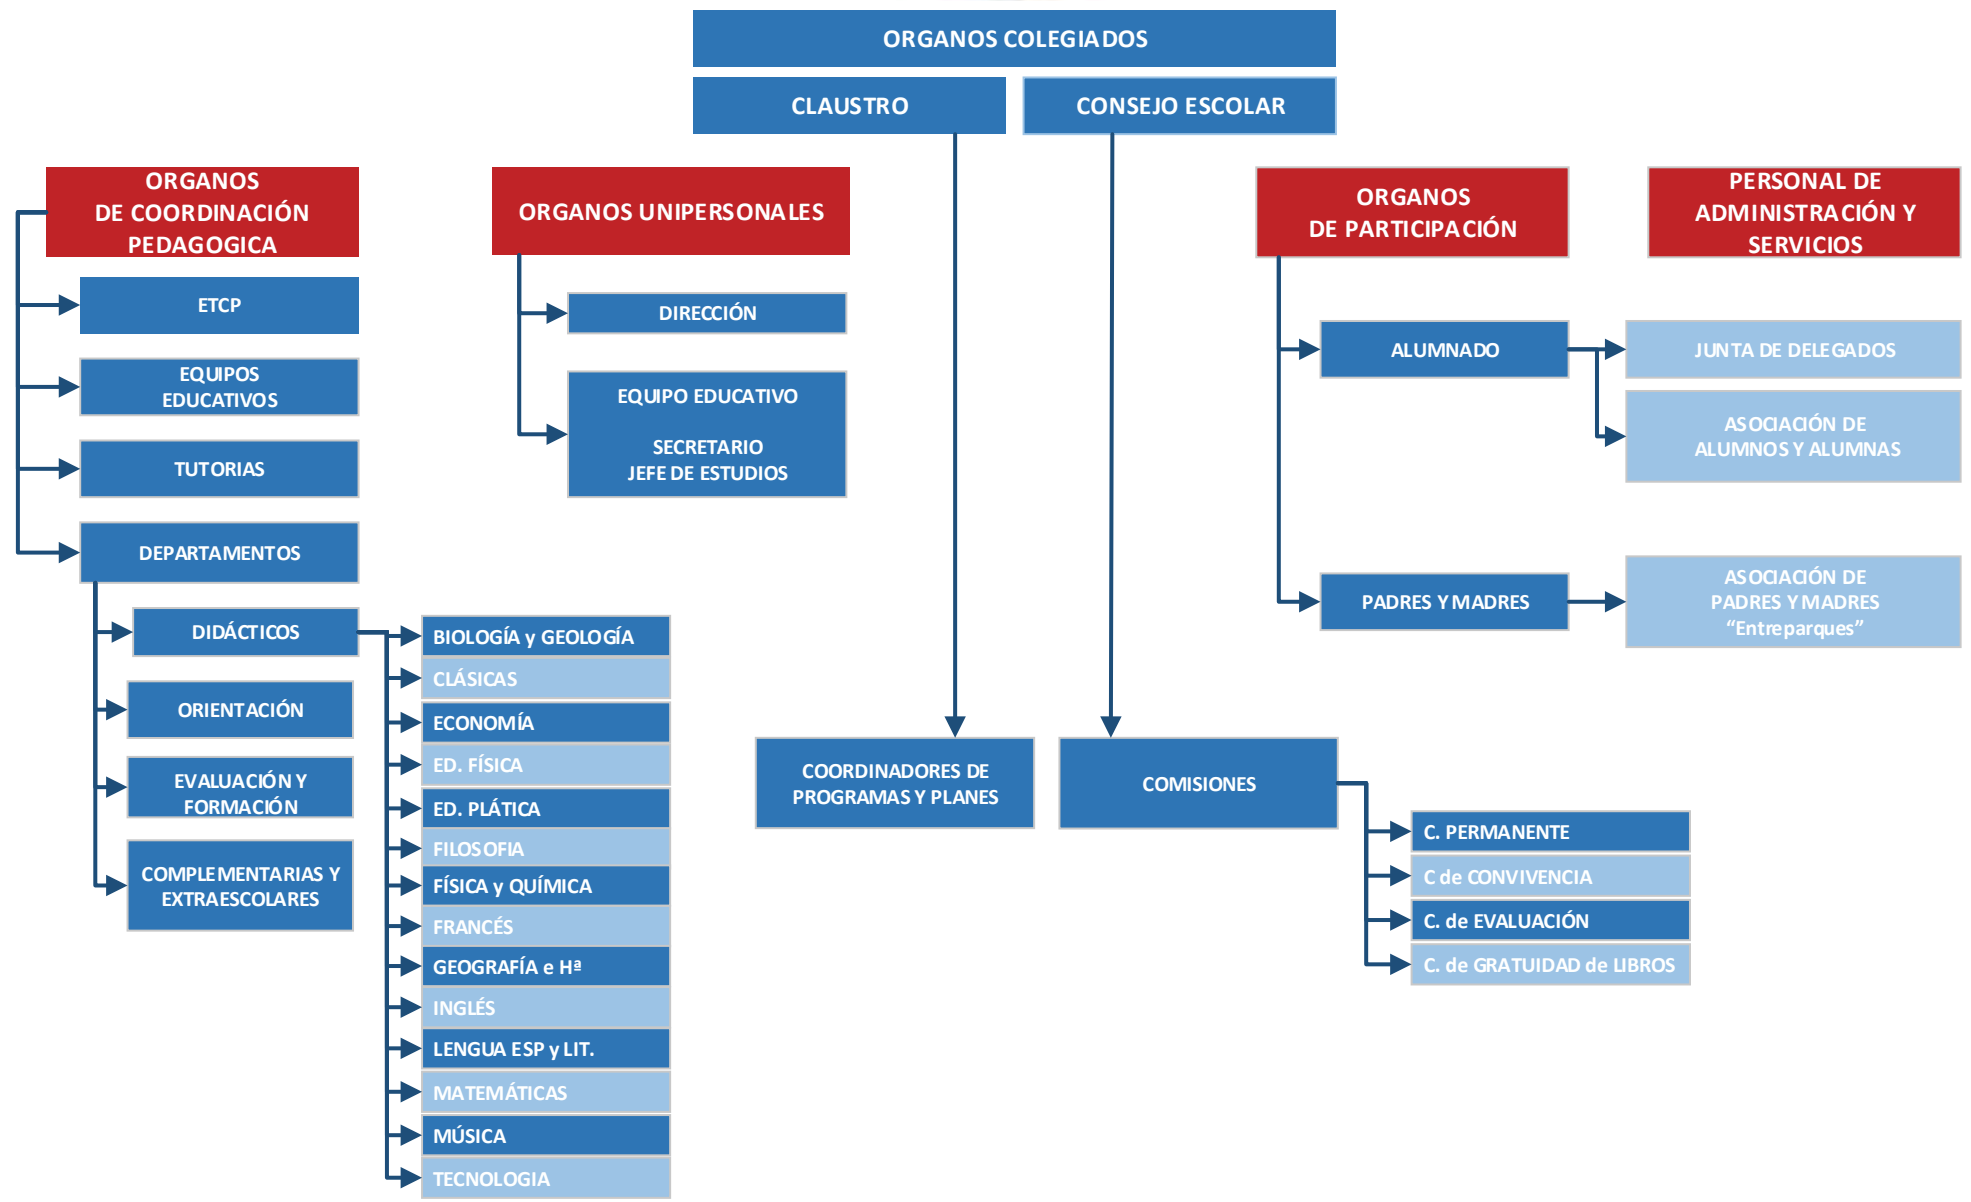 ORGANOS COLEGIADOS
CLAUSTRO
CONSEJO ESCOLAR
ORGANOS
DE COORDINACIÓN
PEDAGOGICA
ETCP
EQUIPOS
EDUCATIVOS
TUTORIAS
DEPARTAMENTOS
DIDÁCTICOS
ORIENTACIÓN
EVALUACIÓN Y
FORMACIÓN
COMPLEMENTARIAS Y
EXTRAESCOLARES
BIOLOGÍA y GEOLOGÍA
CLÁSICAS
ECONOMÍA
ED. FÍSICA
ED. PLÁTICA
FILOSOFIA
FÍSICA y QUÍMICA
FRANCÉS
GEOGRAFÍA e Hª
INGLÉS
LENGUA ESP y LIT.
MATEMÁTICAS
MÚSICA
TECNOLOGIA
ORGANOS UNIPERSONALES
DIRECCIÓN
EQUIPO EDUCATIVO
SECRETARIO
JEFE DE ESTUDIOS
COORDINADORES DE
PROGRAMAS Y PLANES
COMISIONES
C. PERMANENTE
C de CONVIVENCIA
C. de EVALUACIÓN
C. de GRATUIDAD de LIBROS
ORGANOS
DE PARTICIPACIÓN
ALUMNADO
JUNTA DE DELEGADOS
ASOCIACIÓN DE
ALUMNOS Y ALUMNAS
PADRES Y MADRES
ASOCIACIÓN DE
PADRES Y MADRES
“Entreparques”
PERSONAL DE
ADMINISTRACIÓN Y
SERVICIOS